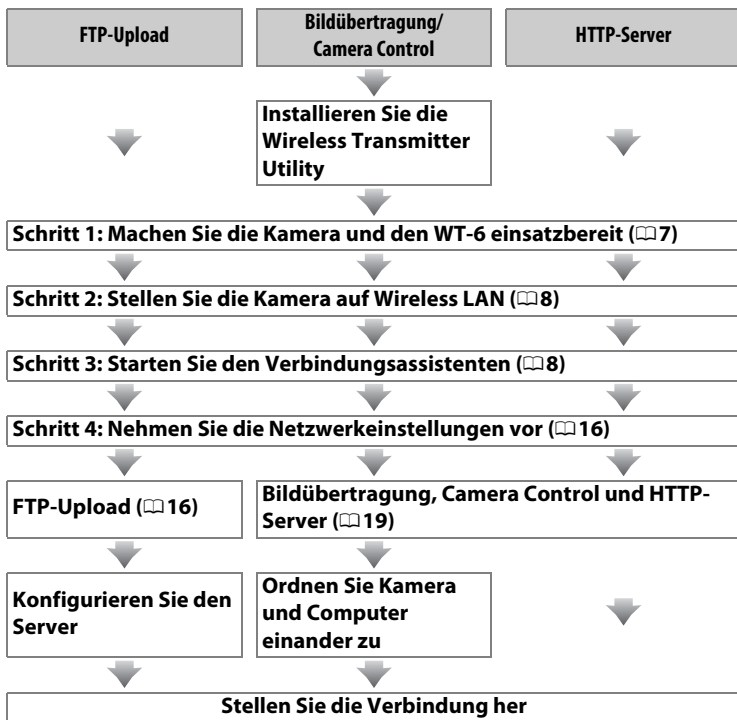 FTP-Upload
Bildübertragung/
Camera Control
HTTP-Server
Installieren Sie die
Wireless Transmitter
Utility
Schritt 1: Machen Sie die Kamera und den WT-6 einsatzbereit (📖7)
Schritt 2: Stellen Sie die Kamera auf Wireless LAN (📖8)
Schritt 3: Starten Sie den Verbindungsassistenten (📖8)
Schritt 4: Nehmen Sie die Netzwerkeinstellungen vor (📖16)
FTP-Upload (📖16)
Bildübertragung, Camera Control und HTTP-
Server (📖19)
Konfigurieren Sie den
Server
Ordnen Sie Kamera
und Computer
einander zu
Stellen Sie die Verbindung her